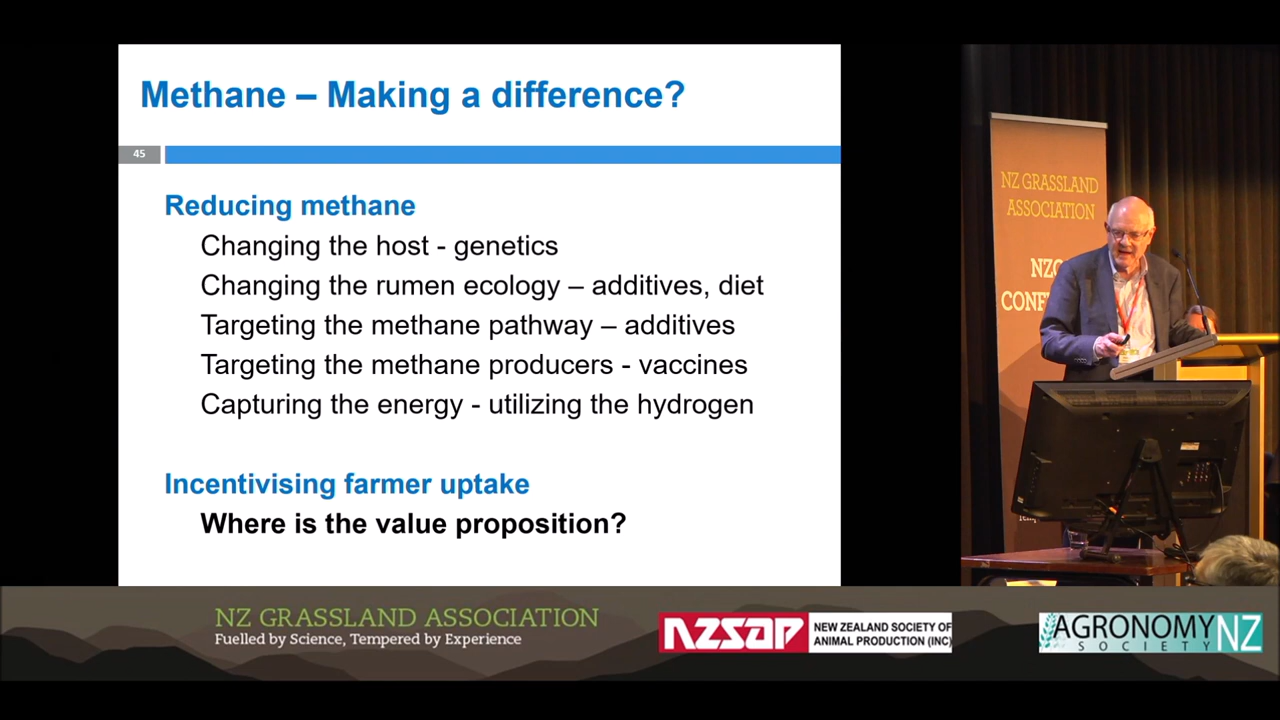 Methane – Making a difference?
45
Reducing methane
Changing the host - genetics
Changing the rumen ecology – additives, diet
Targeting the methane pathway – additives
Targeting the methane producers - vaccines
Capturing the energy - utilizing the hydrogen
Incentivising farmer uptake
Where is the value proposition?
NZ GRASSLAND
ASSOCIATION
NZ GRASSLAND ASSOCIATION
Fuelled by Science, Tempered by Experience
NZSAP
NEW ZEALAND SOCIETY OF
ANIMAL PRODUCTION (INC)
AGRONOMY NZ
SOCIETY